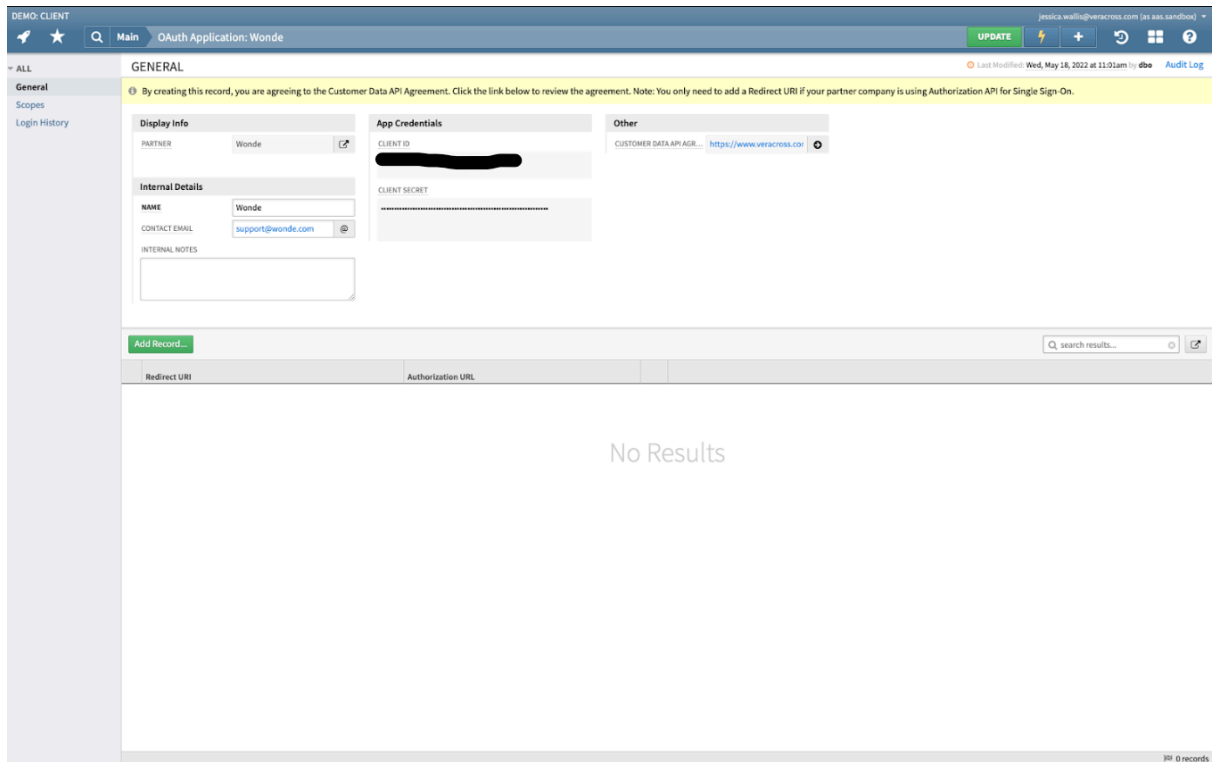 DEMO: CLIENT
jessica.wallis@veracross.com (as aas.sandbox)
Main
OAuth Application: Wonde
UPDATE
ALL
General
Scopes
Login History
GENERAL
Last Modified: Wed, May 18, 2022 at 11:01am by dbo
Audit Log
By creating this record, you are agreeing to the Customer Data API Agreement. Click the link below to review the agreement. Note: You only need to add a Redirect URI if your partner company is using Authorization API for Single Sign-On.
Display Info
PARTNER Wonde
Internal Details
NAME Wonde
CONTACT EMAIL support@wonde.com @
INTERNAL NOTES
App Credentials
CLIENT ID
CLIENT SECRET
Other
CUSTOMER DATA API AGR... https://www.veracross.cor
Add Record...
search results...
Redirect URI
Authorization URL
No Results
0 records